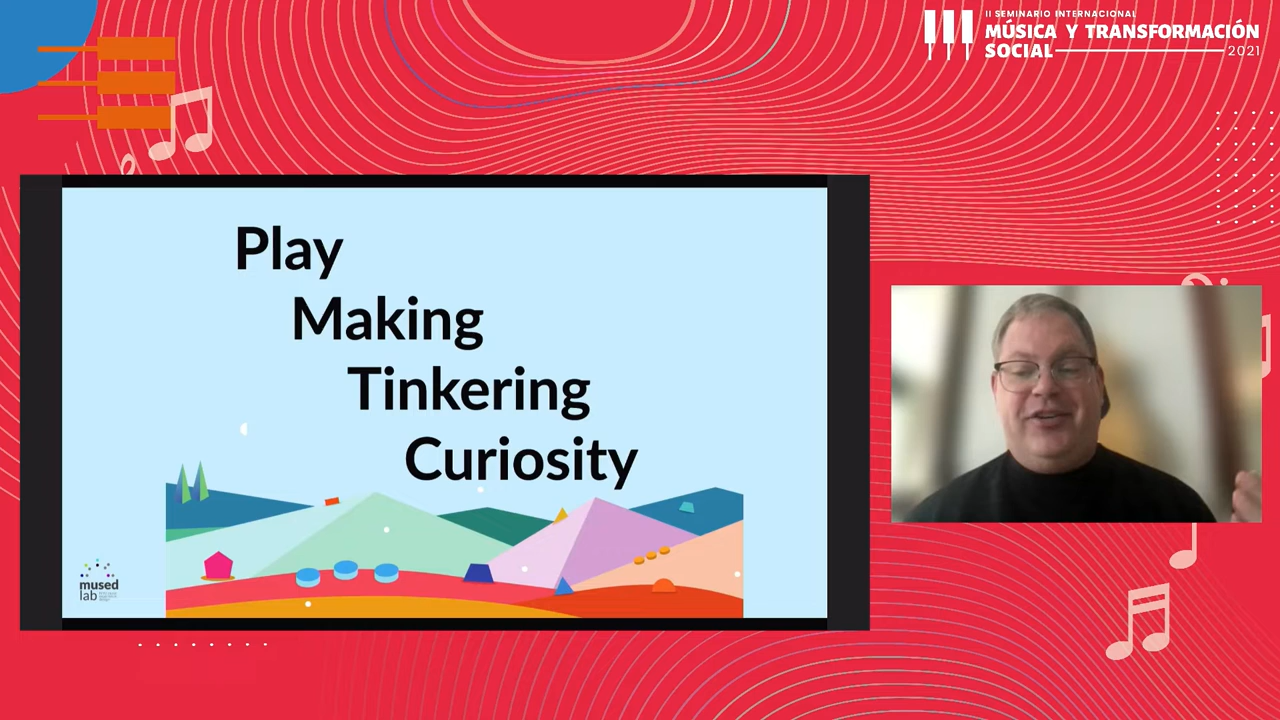 II SEMINARIO INTERNACIONAL
MÚSICA Y TRANSFORMACIÓN
SOCIAL
2021
Play
Making
Tinkering
Curiosity
mused
lab